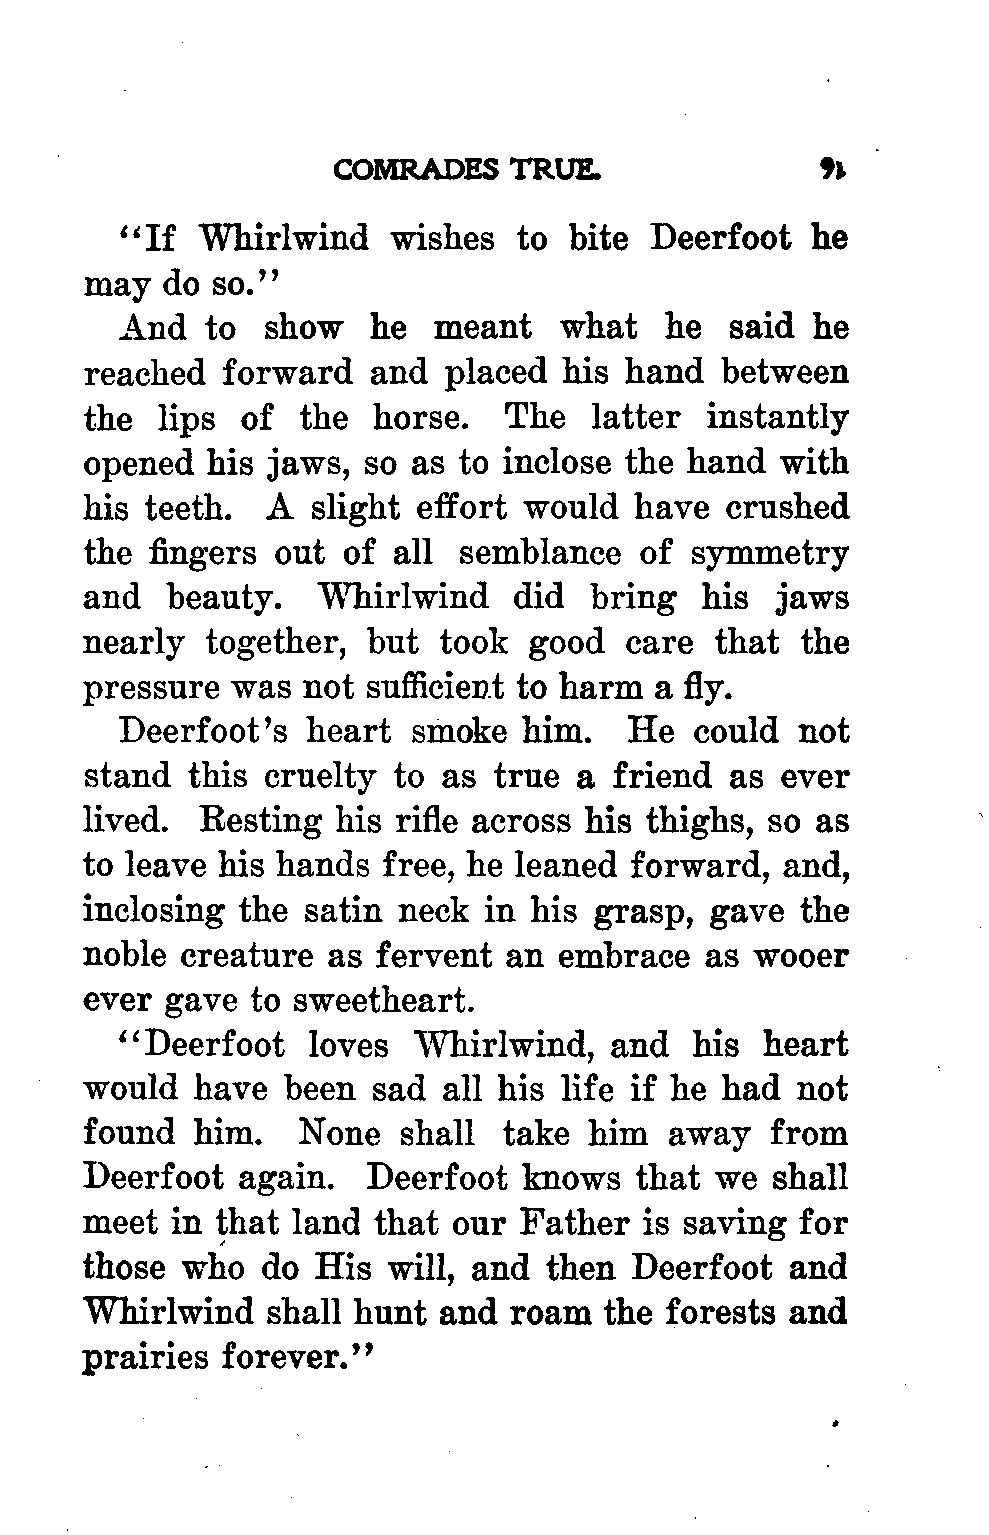 COMRADES TRUE. 91
"If Whirlwind wishes to bite Deerfoot he
may do so."
And to show he meant what he said he
reached forward and placed his hand between
the lips of the horse. The latter instantly
opened his jaws, so as to inclose the hand with
his teeth. A slight effort would have crushed
the fingers out of all semblance of symmetry
and beauty. Whirlwind did bring his jaws
nearly together, but took good care that the
pressure was not sufficient to harm a fly.
Deerfoot's heart smoke him. He could not
stand this cruelty to as true a friend as ever
lived. Resting his rifle across his thighs, so as
to leave his hands free, he leaned forward, and,
inclosing the satin neck in his grasp, gave the
noble creature as fervent an embrace as wooer
ever gave to sweetheart.
"Deerfoot loves Whirlwind, and his heart
would have been sad all his life if he had not
found him. None shall take him away from
Deerfoot again. Deerfoot knows that we shall
meet in that land that our Father is saving for
those who do His will, and then Deerfoot and
Whirlwind shall hunt and roam the forests and
prairies forever."